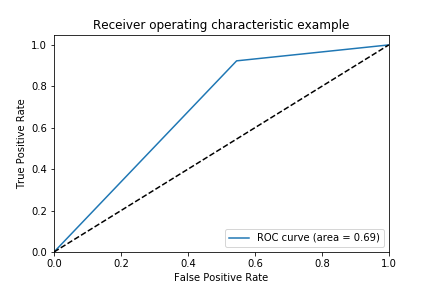 Receiver operating characteristic example
True Positive Rate
1.0
0.8
0.6
0.4
0.2
0.0
ROC curve (area = 0.69)
0.0 0.2 0.4 0.6 0.8 1.0
False Positive Rate